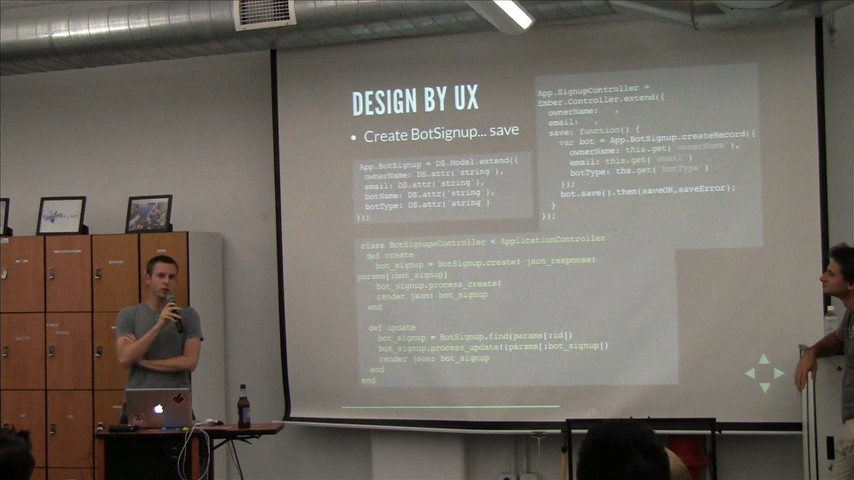 DESIGN BY UX
• Create BotSignup... save
App.BotSignup = DS.Model.extend({
ownerName: DS.attr('string'),
email: DS.attr('string'),
botName: DS.attr('string'),
botType: DS.attr('string')
});
App.SignupController =
Ember.Controller.extend({
ownerName: '',
email: '',
save: function() {
var bot = App.BotSignup.createRecord({
ownerName: this.get('ownerName'),
email: this.get('email')
botType: ths.get('botType')
});
bot.save().then(saveOK,saveError);
}
});
class BotSignupsController < ApplicationController
def create
bot_signup = BotSignup.create! json_response:
params[:bot_signup]
bot_signup.process_create!
render json: bot_signup
end
def update
bot_signup = BotSignup.find(params[:id])
bot_signup.process_update!(params[:bot_signup])
render json: bot_signup
end
end